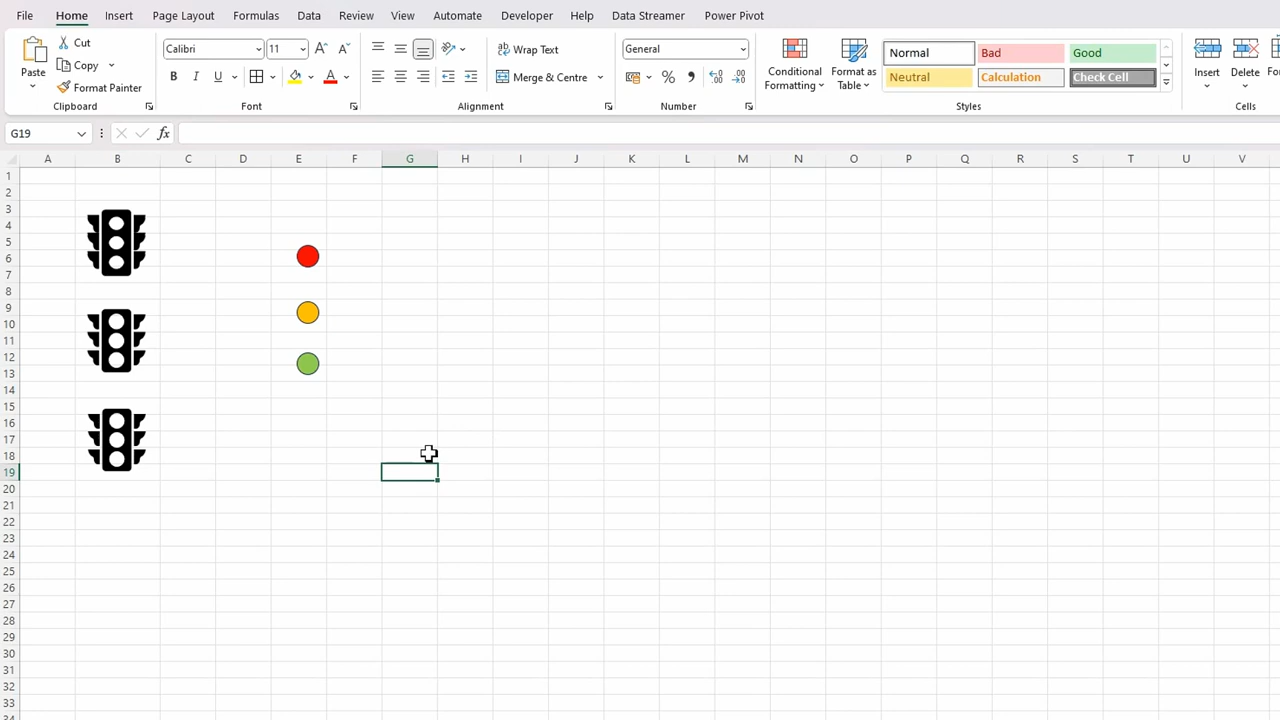 File Home Insert Page Layout Formulas Data Review View Automate Developer Help Data Streamer Power Pivot
Paste Cut Copy Format Painter
Clipboard
Calibri 11 A A
B I U A
Font
Wrap Text
Merge & Centre
Alignment
General
%
Number
Conditional Formatting
Format as Table
Normal Bad Good
Neutral Calculation Check Cell
Styles
Insert Delete
Cells
G19 fx
A B C D E F G H I J K L M N O P Q R S T U V
1
2
3
4
5
6
7
8
9
10
11
12
13
14
15
16
17
18
19
20
21
22
23
24
25
26
27
28
29
30
31
32
33